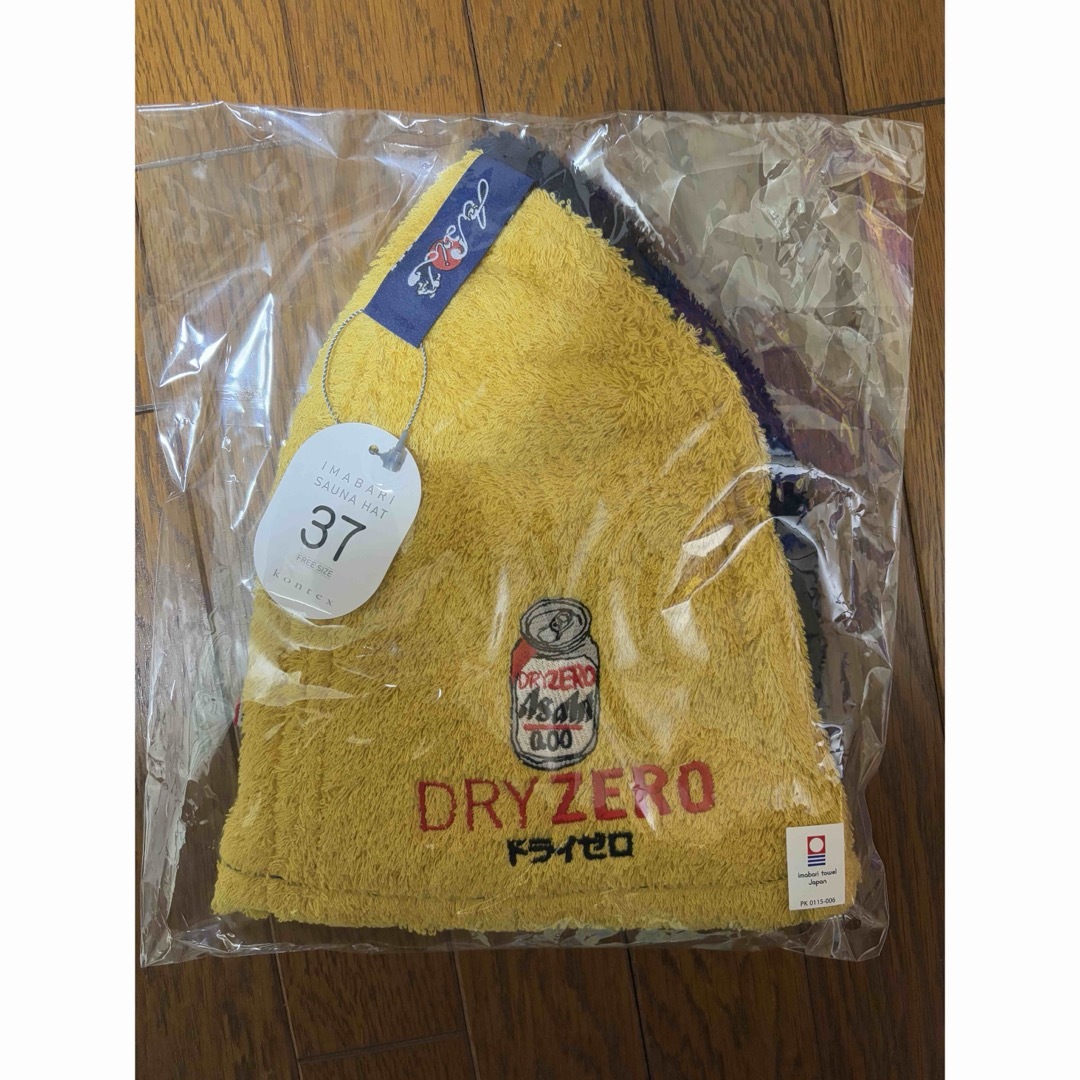 IMABARI
SAUNA HAT
37
FREE SIZE
kontex
DRYZERO
Asahi
0.00
DRY ZERO
ドライゼロ
imabari towel
Japan
PK 0115-006